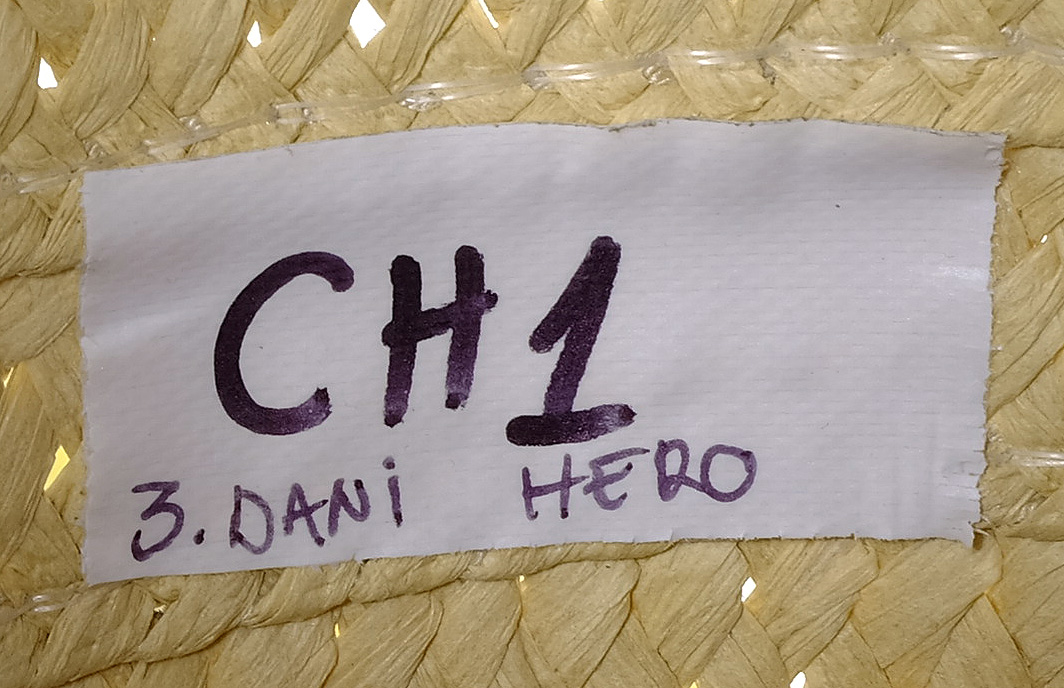 CH1
3. DANi HERO